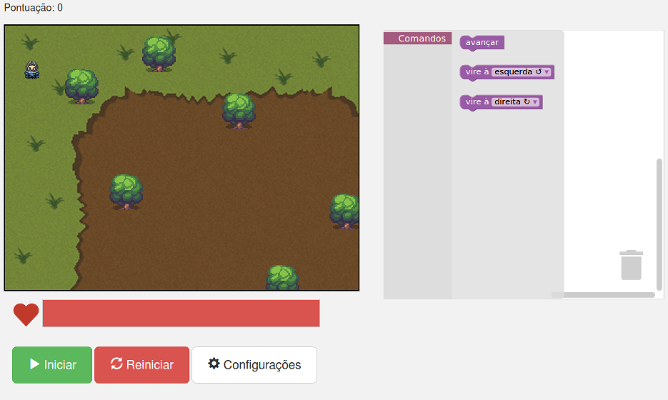 Pontuação: 0
Comandos
avançar
vire à esquerda ↺ ▾
vire à direita ↻ ▾
Iniciar
Reiniciar
Configurações